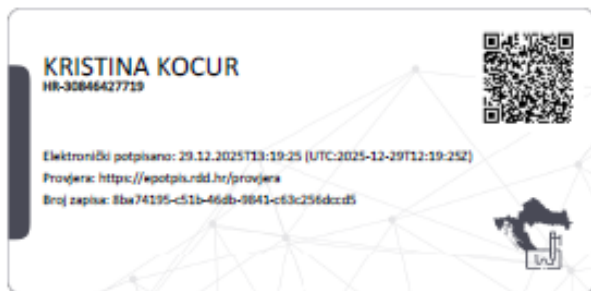 KRISTINA KOCUR
HR-30846427719
Elektronički potpisano: 29.12.2025T13:19:25 (UTC:2025-12-29T12:19:25Z)
Provjera: https://epotpis.rdd.hr/provjera
Broj zapisa: 8ba74195-c51b-46db-9841-c63c256dccd5